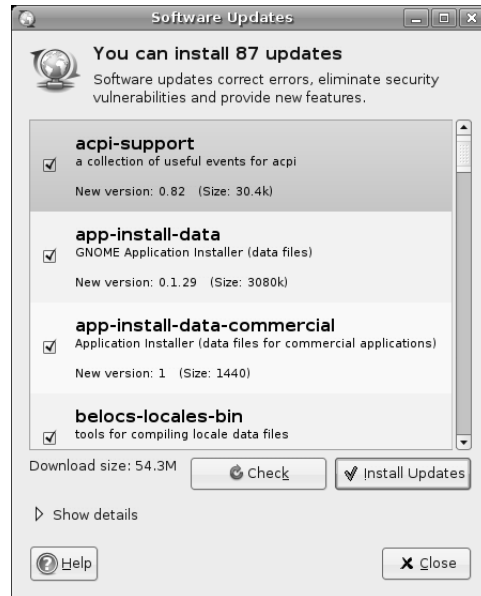 Software Updates
You can install 87 updates
Software updates correct errors, eliminate security
vulnerabilities and provide new features.
acpi-support
a collection of useful events for acpi
New version: 0.82 (Size: 30.4k)
app-install-data
GNOME Application Installer (data files)
New version: 0.1.29 (Size: 3080k)
app-install-data-commercial
Application Installer (data files for commercial applications)
New version: 1 (Size: 1440)
belocs-locales-bin
tools for compiling locale data files
Download size: 54.3M
Check
Install Updates
Show details
Help
Close